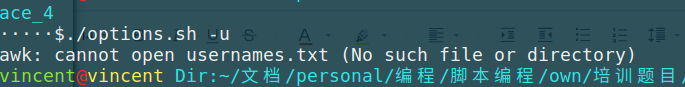 ace_4
·····$./options.sh -u
awk: cannot open usernames.txt (No such file or directory)
vincent@vincent Dir:~/文档/personal/编程/脚本编程/own/培训题目/